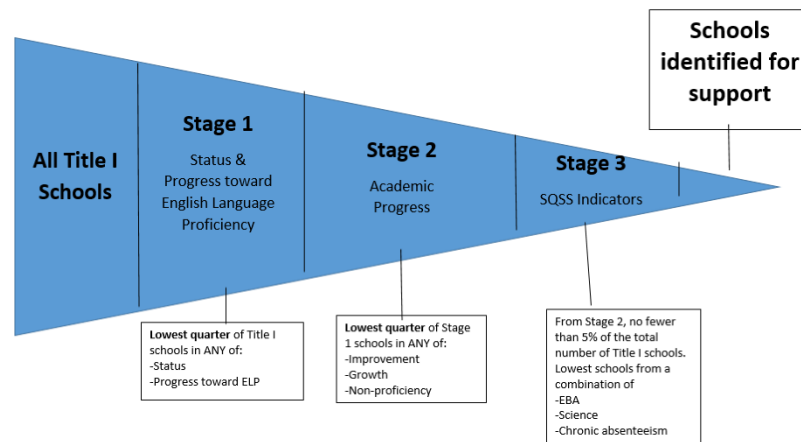 Schools
identified for
support
All Title I
Schools
Stage 1
Status &
Progress toward
English Language
Proficiency
Stage 2
Academic
Progress
Stage 3
SQSS Indicators
Lowest quarter of Title I
schools in ANY of:
-Status
-Progress toward ELP
Lowest quarter of Stage
1 schools in ANY of:
-Improvement
-Growth
-Non-proficiency
From Stage 2, no fewer
than 5% of the total
number of Title I schools.
Lowest schools from a
combination of
-EBA
-Science
-Chronic absenteeism